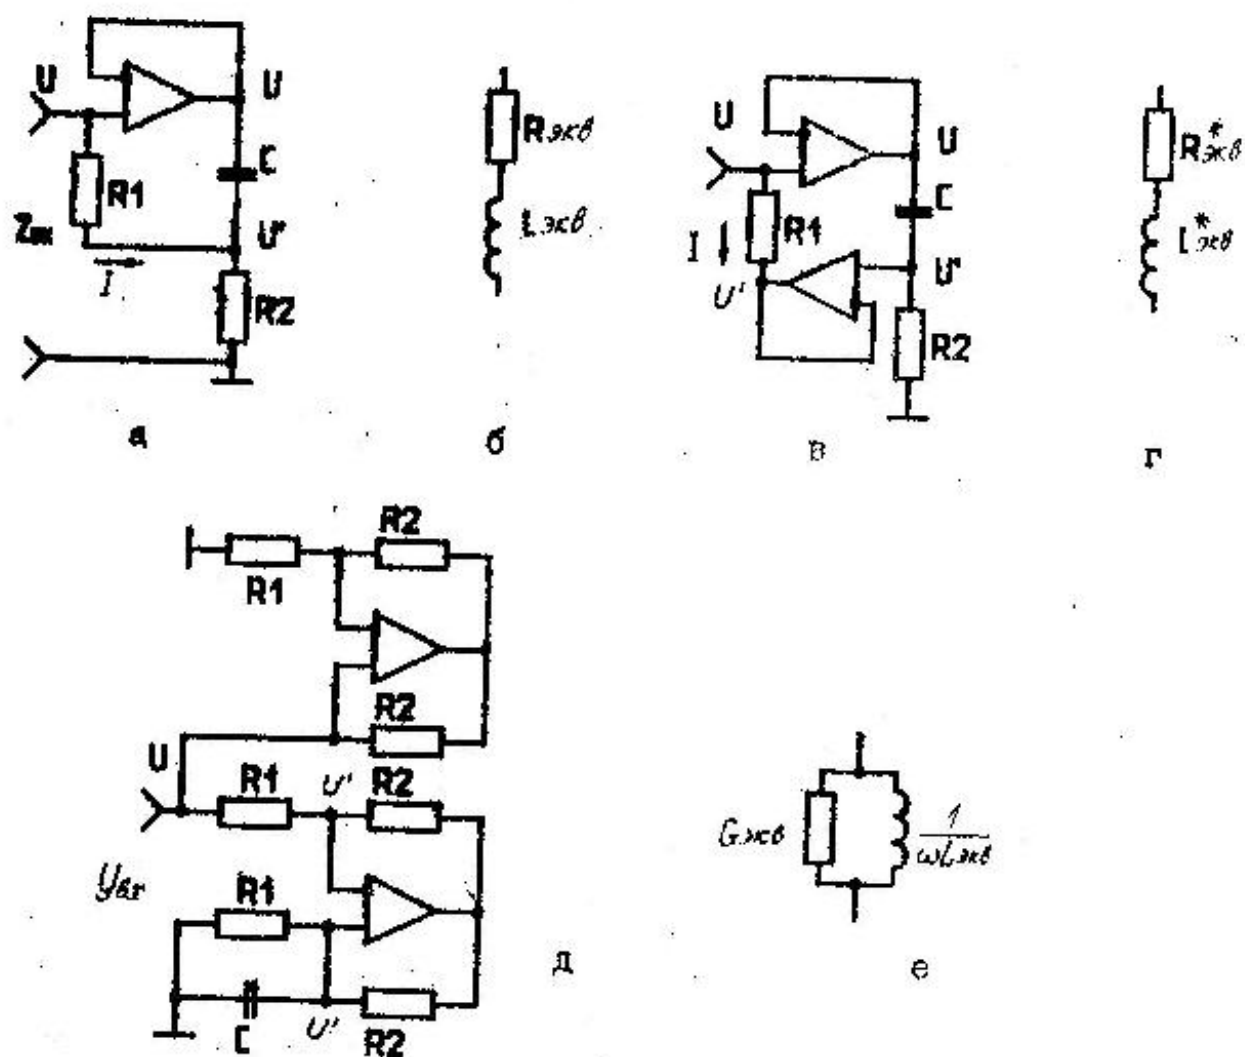 U
U
R1
C
Zвх
U'
I
R2
а
Rэкв
Lэкв
б
U
U
C
R1
I
U'
U'
R2
в
R*экв
L*экв
г
R2
R1
R2
U
R1
U'
R2
Yвх
R1
C
U'
R2
д
Gэкв
1
ωLэкв
е